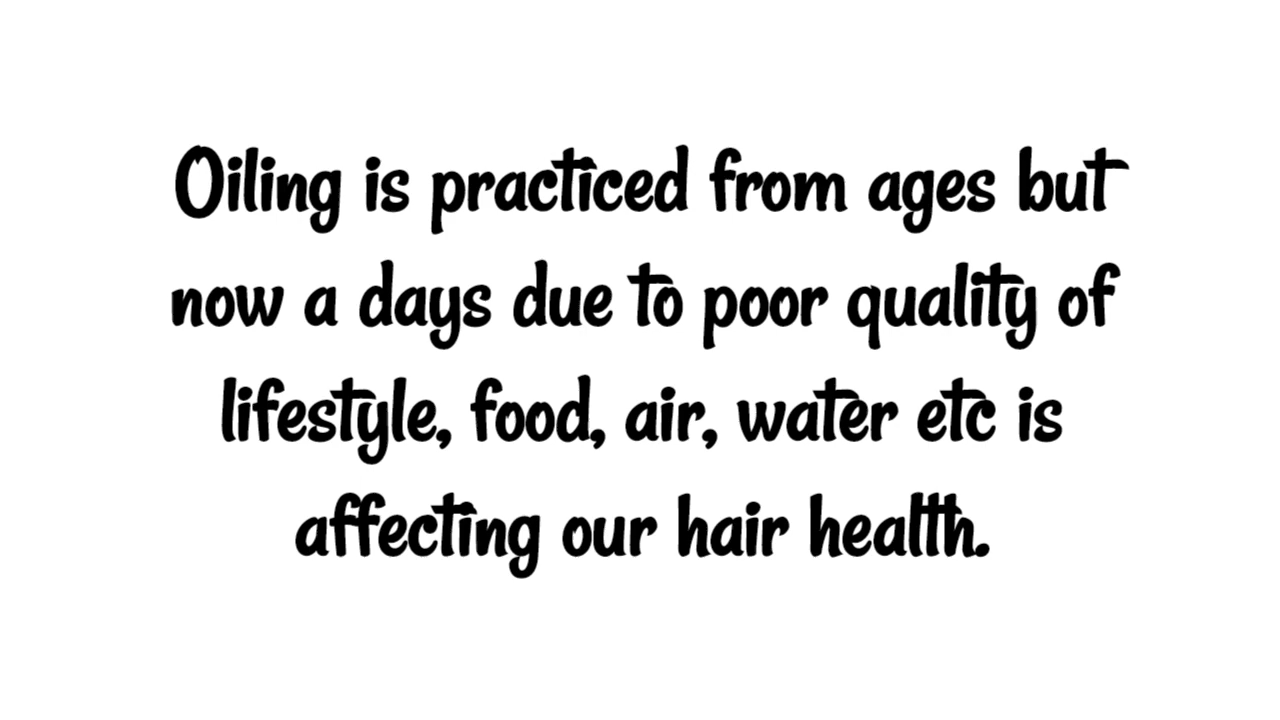 Oiling is practiced from ages but
now a days due to poor quality of
lifestyle, food, air, water etc is
affecting our hair health.